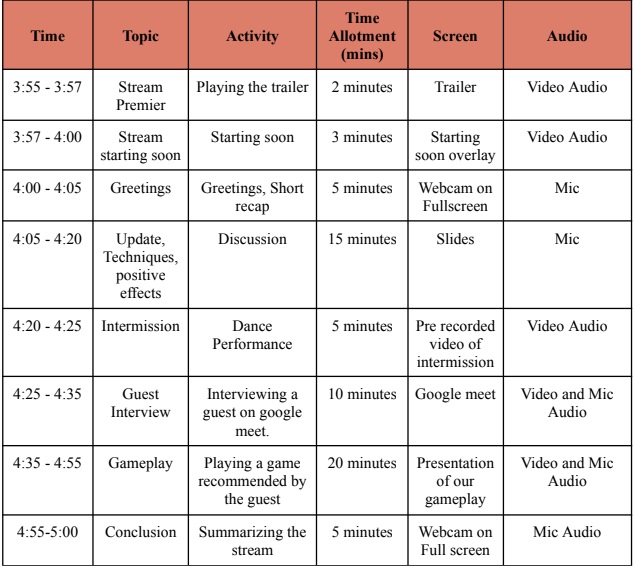 Time Topic Activity Time Allotment (mins) Screen Audio
3:55 - 3:57 Stream Premier Playing the trailer 2 minutes Trailer Video Audio
3:57 - 4:00 Stream starting soon Starting soon 3 minutes Starting soon overlay Video Audio
4:00 - 4:05 Greetings Greetings, Short recap 5 minutes Webcam on Fullscreen Mic
4:05 - 4:20 Update, Techniques, positive effects Discussion 15 minutes Slides Mic
4:20 - 4:25 Intermission Dance Performance 5 minutes Pre recorded video of intermission Video Audio
4:25 - 4:35 Guest Interview Interviewing a guest on google meet. 10 minutes Google meet Video and Mic Audio
4:35 - 4:55 Gameplay Playing a game recommended by the guest 20 minutes Presentation of our gameplay Video and Mic Audio
4:55-5:00 Conclusion Summarizing the stream 5 minutes Webcam on Full screen Mic Audio